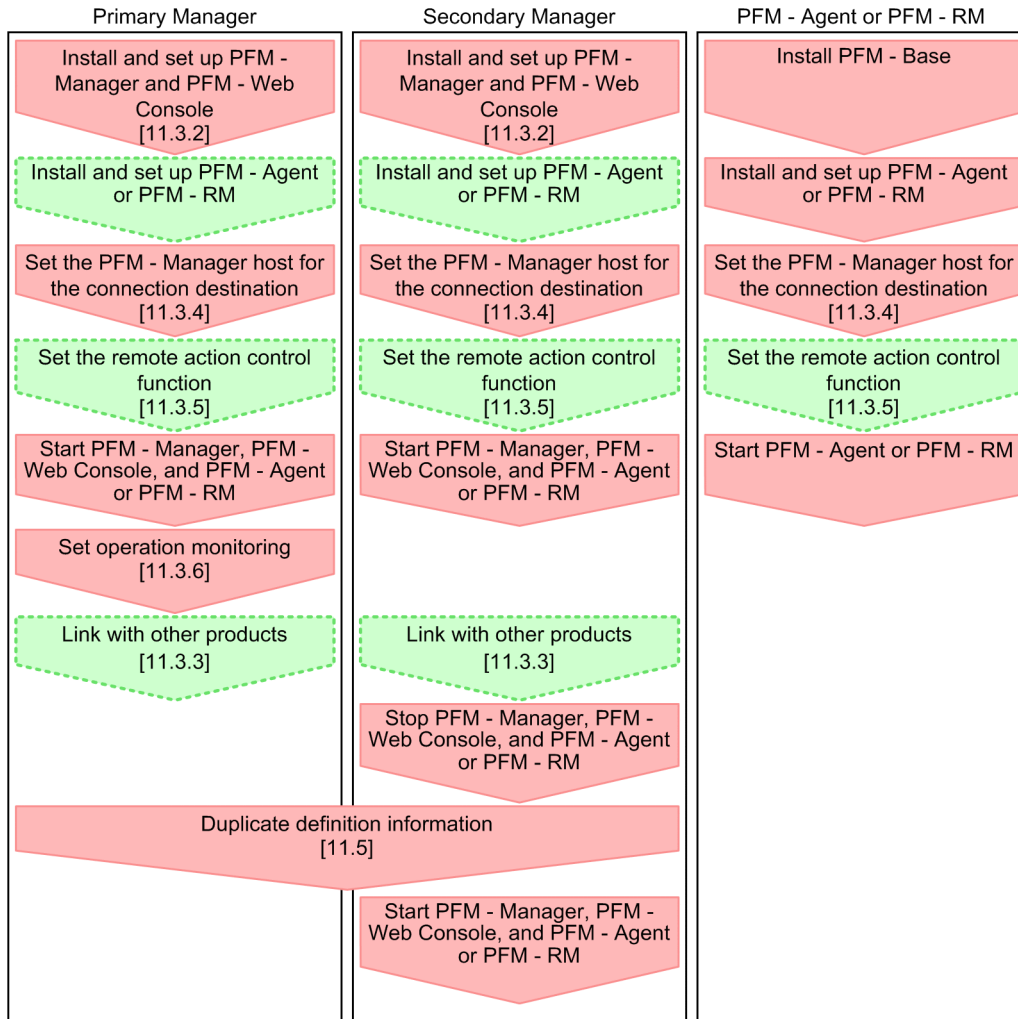 Primary Manager
Secondary Manager
PFM - Agent or PFM - RM
Install and set up PFM -
Manager and PFM - Web
Console
[11.3.2]
Install and set up PFM -
Manager and PFM - Web
Console
[11.3.2]
Install PFM - Base
Install and set up PFM - Agent
or PFM - RM
Install and set up PFM - Agent
or PFM - RM
Install and set up PFM - Agent
or PFM - RM
Set the PFM - Manager host for
the connection destination
[11.3.4]
Set the PFM - Manager host for
the connection destination
[11.3.4]
Set the PFM - Manager host for
the connection destination
[11.3.4]
Set the remote action control
function
[11.3.5]
Set the remote action control
function
[11.3.5]
Set the remote action control
function
[11.3.5]
Start PFM - Manager, PFM -
Web Console, and PFM - Agent
or PFM - RM
Start PFM - Manager, PFM -
Web Console, and PFM - Agent
or PFM - RM
Start PFM - Agent or PFM - RM
Set operation monitoring
[11.3.6]
Link with other products
[11.3.3]
Link with other products
[11.3.3]
Stop PFM - Manager, PFM -
Web Console, and PFM - Agent
or PFM - RM
Duplicate definition information
[11.5]
Start PFM - Manager, PFM -
Web Console, and PFM - Agent
or PFM - RM